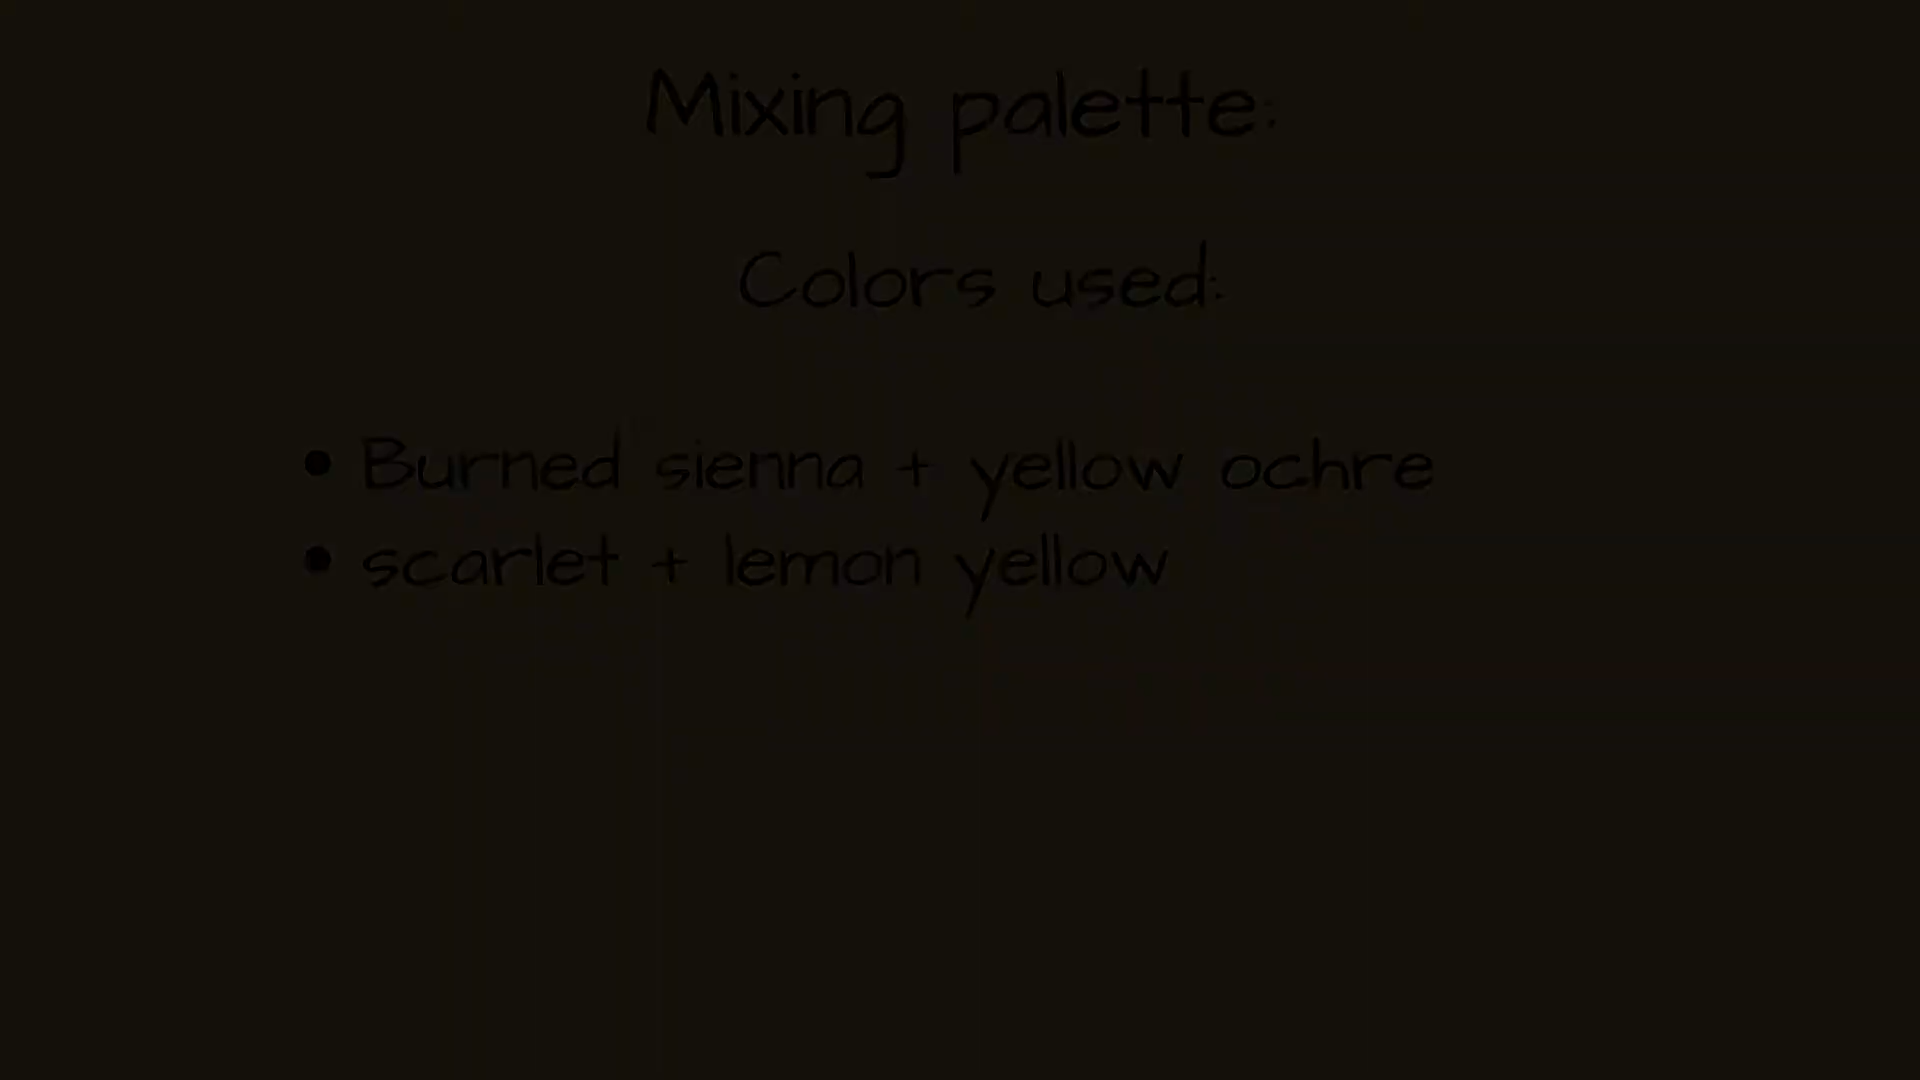 Mixing palette:
Colors used:
• Burned sienna + yellow ochre
• scarlet + lemon yellow